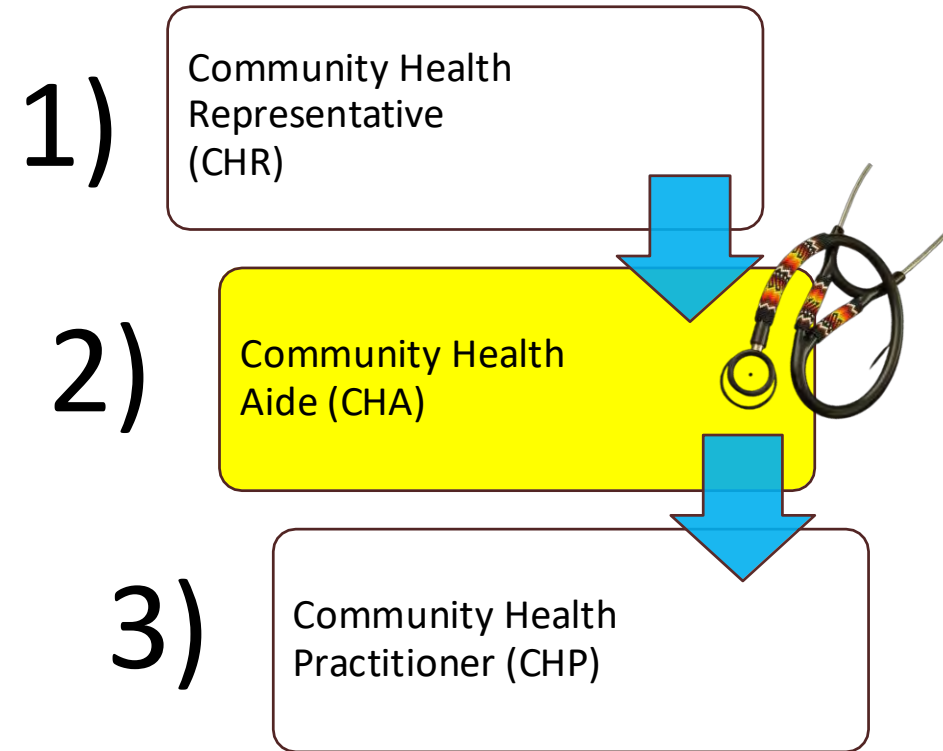 1)
Community Health
Representative
(CHR)
2)
Community Health
Aide (CHA)
3)
Community Health
Practitioner (CHP)